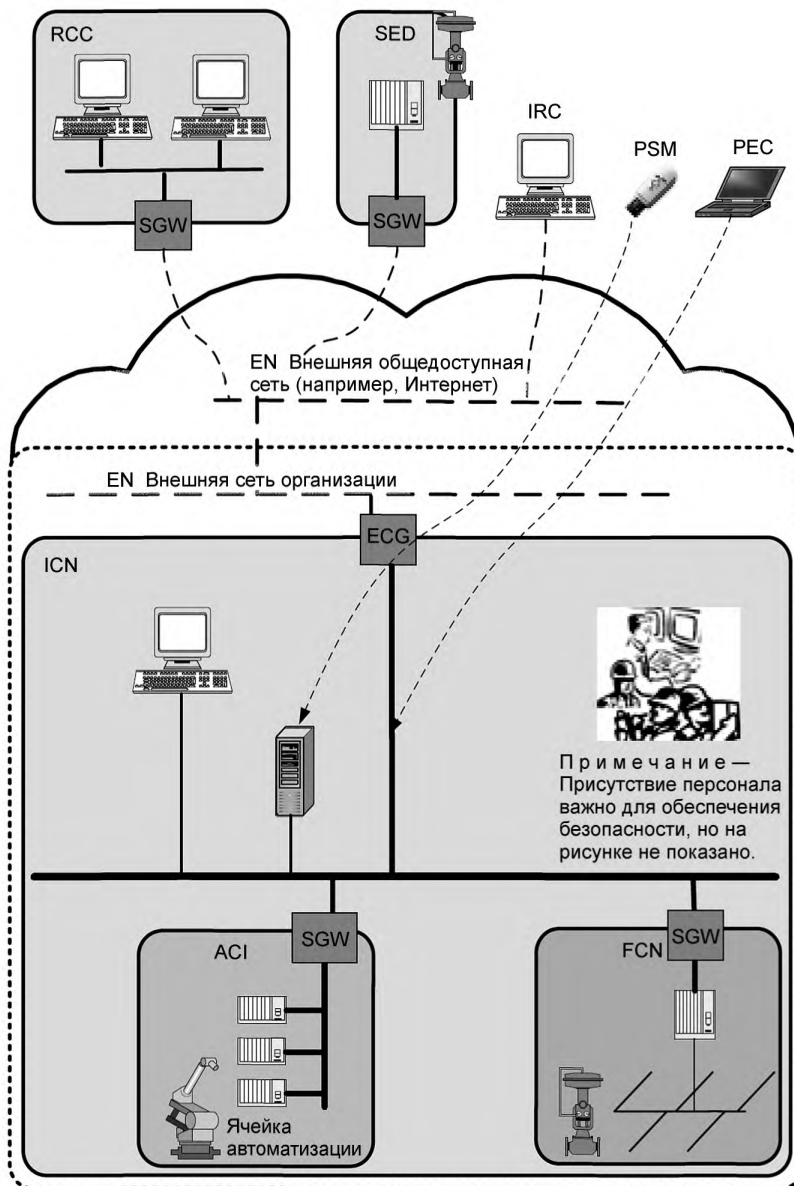 RCC
SED
IRC
PSM
PEC
SGW
SGW
EN Внешняя общедоступная
сеть (например, Интернет)
EN Внешняя сеть организации
ECG
ICN
П р и м е ч а н и е —
Присутствие персонала
важно для обеспечения
безопасности, но на
рисунке не показано.
ACI
SGW
FCN
SGW
Ячейка
автоматизации